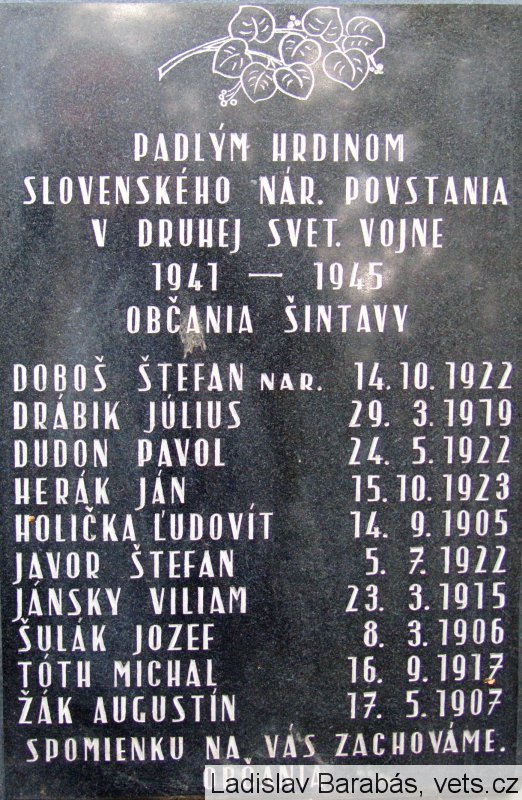 PADLÝM HRDINOM
SLOVENSKÉHO NÁR. POVSTANIA
V DRUHEJ SVET. VOJNE
1941 — 1945
OBČANIA ŠINTAVY
DOBOŠ ŠTEFAN NAR. 14. 10. 1922
DRÁBIK JÚLIUS 29. 3. 1919
DUDON PAVOL 24. 5. 1922
HERÁK JÁN 15. 10. 1923
HOLIČKA ĽUDOVÍT 14. 9. 1905
JAVOR ŠTEFAN 5. 7. 1922
JÁNSKY VILIAM 23. 3. 1915
ŠULÁK JOZEF 8. 3. 1906
TÓTH MICHAL 16. 9. 1917
ŽÁK AUGUSTÍN 17. 5. 1907
SPOMIENKU NA VÁS ZACHOVÁME.
Ladislav Barabás, vets.cz